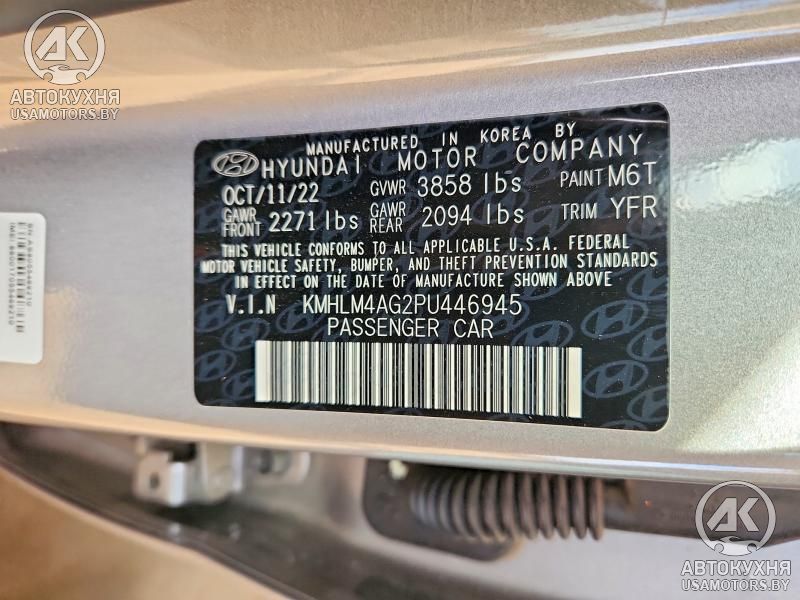 АК
АВТОКУХНЯ
USAMOTORS.BY
MANUFACTURED IN KOREA BY
HYUNDAI MOTOR COMPANY
OCT/11/22 GVWR 3858 lbs PAINT M6T
GAWR FRONT 2271 lbs GAWR REAR 2094 lbs TRIM YFR
THIS VEHICLE CONFORMS TO ALL APPLICABLE U.S.A. FEDERAL
MOTOR VEHICLE SAFETY, BUMPER, AND THEFT PREVENTION STANDARDS
IN EFFECT ON THE DATE OF MANUFACTURE SHOWN ABOVE
V.I.N KMHLM4AG2PU446945
PASSENGER CAR
АК
АВТОКУХНЯ
USAMOTORS.BY